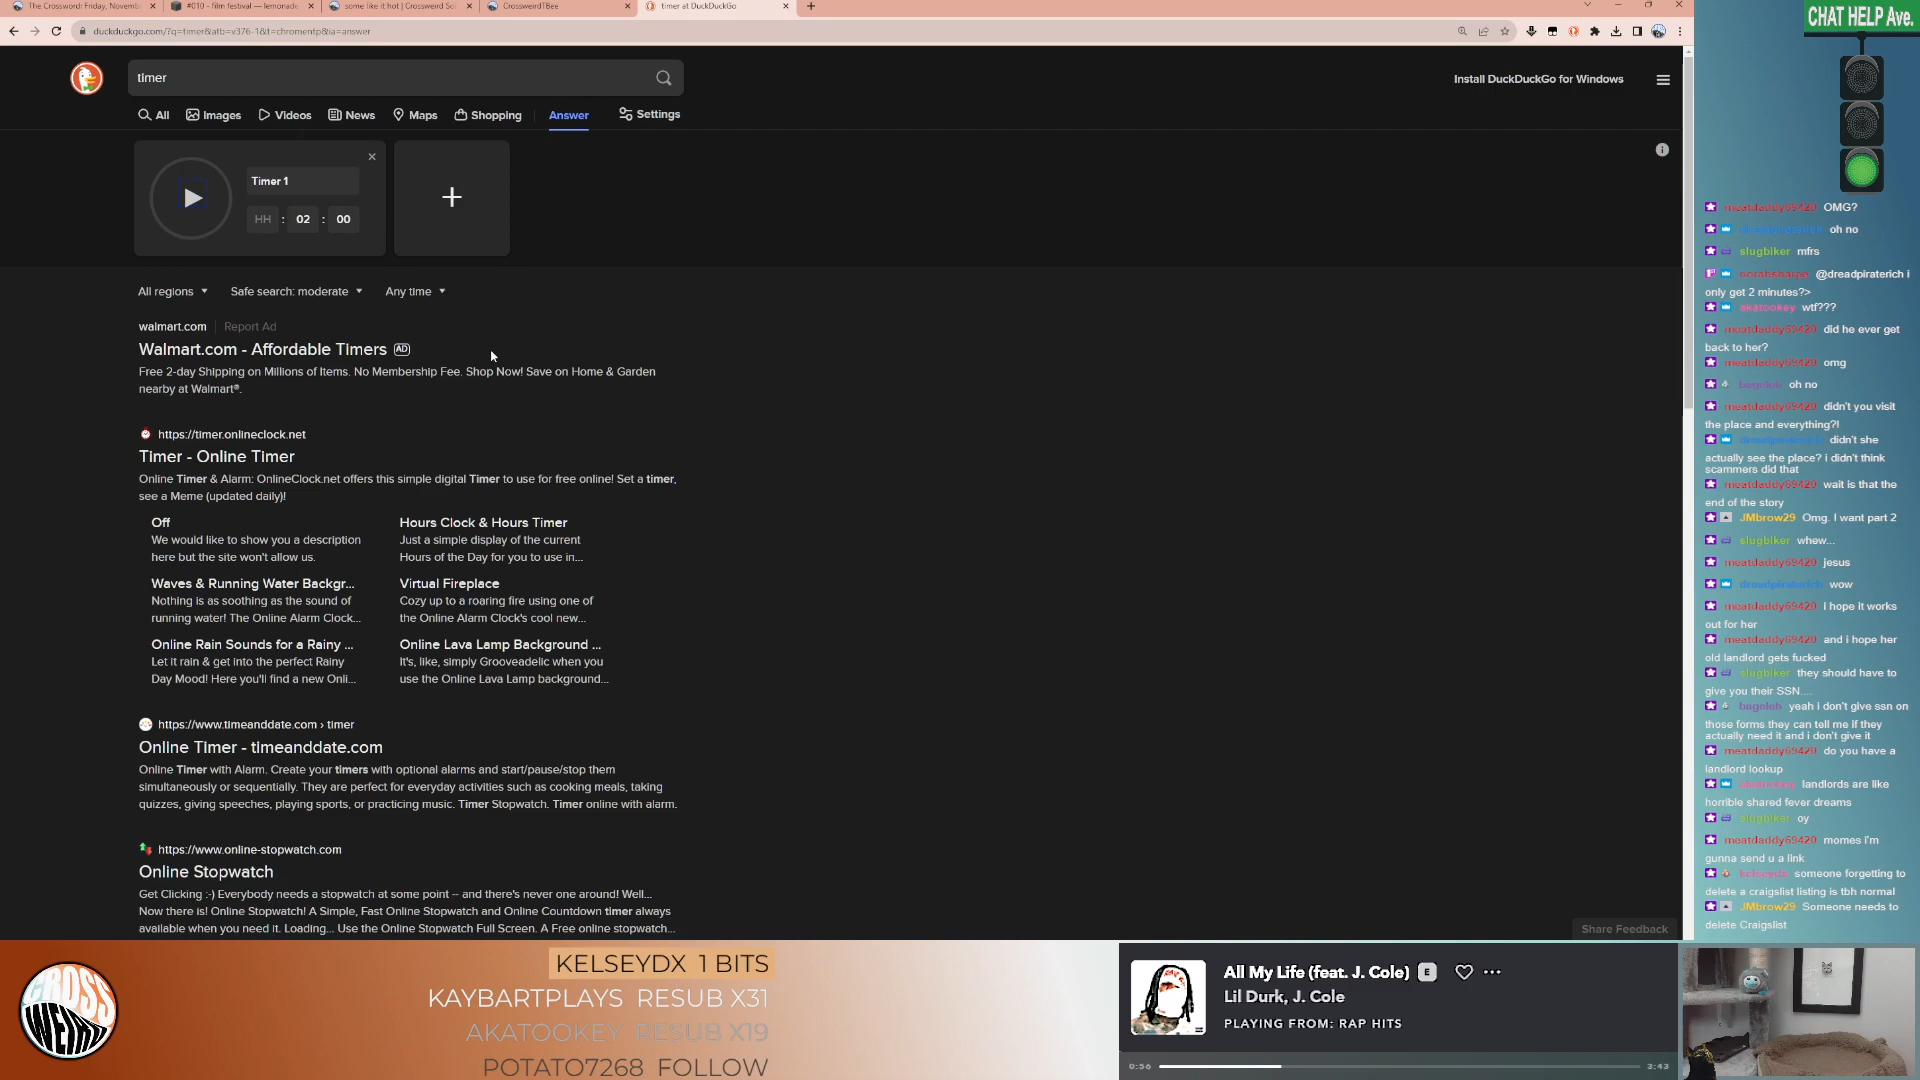 The Crossword: Friday, Novemb
#010 - film festival — lemonade
some like it hot | Crossweird Sol
CrossweirdTBee
timer at DuckDuckGo
duckduckgo.com/?q=timer&atb=v376-1&t=chromentp&ia=answer
timer
Install DuckDuckGo for Windows
All
Images
Videos
News
Maps
Shopping
Answer
Settings
Timer 1
HH : 02 : 00
+
All regions
Safe search: moderate
Any time
walmart.com
Report Ad
Walmart.com - Affordable Timers AD
Free 2-day Shipping on Millions of Items. No Membership Fee. Shop Now! Save on Home & Garden
nearby at Walmart®.
https://timer.onlineclock.net
Timer - Online Timer
Online Timer & Alarm: OnlineClock.net offers this simple digital Timer to use for free online! Set a timer,
see a Meme (updated daily)!
Off
We would like to show you a description
here but the site won't allow us.
Hours Clock & Hours Timer
Just a simple display of the current
Hours of the Day for you to use in...
Waves & Running Water Backgr...
Nothing is as soothing as the sound of
running water! The Online Alarm Clock...
Virtual Fireplace
Cozy up to a roaring fire using one of
the Online Alarm Clock's cool new...
Online Rain Sounds for a Rainy ...
Let it rain & get into the perfect Rainy
Day Mood! Here you'll find a new Onli...
Online Lava Lamp Background ...
It's, like, simply Grooveadelic when you
use the Online Lava Lamp background...
https://www.timeanddate.com › timer
Online Timer - timeanddate.com
Online Timer with Alarm. Create your timers with optional alarms and start/pause/stop them
simultaneously or sequentially. They are perfect for everyday activities such as cooking meals, taking
quizzes, giving speeches, playing sports, or practicing music. Timer Stopwatch. Timer online with alarm.
https://www.online-stopwatch.com
Online Stopwatch
Get Clicking :-) Everybody needs a stopwatch at some point -- and there's never one around! Well...
Now there is! Online Stopwatch! A Simple, Fast Online Stopwatch and Online Countdown timer always
available when you need it. Loading... Use the Online Stopwatch Full Screen. A Free online stopwatch...
Share Feedback
CHAT HELP Ave.
meatdaddy69420 OMG?
dreadpiraterich oh no
slugbiker mfrs
norahsharpe @dreadpiraterich i
only get 2 minutes?>
akatookey wtf???
meatdaddy69420 did he ever get
back to her?
meatdaddy69420 omg
bageleb oh no
meatdaddy69420 didn't you visit
the place and everything?!
dreadpiraterich didn't she
actually see the place? i didn't think
scammers did that
meatdaddy69420 wait is that the
end of the story
JMbrow29 Omg. I want part 2
slugbiker whew...
meatdaddy69420 jesus
dreadpiraterich wow
meatdaddy69420 i hope it works
out for her
meatdaddy69420 and i hope her
old landlord gets fucked
slugbiker they should have to
give you their SSN....
bageleb yeah i don't give ssn on
those forms they can tell me if they
actually need it and i don't give it
meatdaddy69420 do you have a
landlord lookup
akatookey landlords are like
horrible shared fever dreams
slugbiker oy
meatdaddy69420 momes i'm
gunna send u a link
kelseydx someone forgetting to
delete a craigslist listing is tbh normal
JMbrow29 Someone needs to
delete Craigslist
CROSS
WEIRD
KELSEYDX 1 BITS
KAYBARTPLAYS RESUB X31
AKATOOKEY RESUB X19
POTATO7268 FOLLOW
All My Life (feat. J. Cole) E
Lil Durk, J. Cole
PLAYING FROM: RAP HITS
0:56
3:43